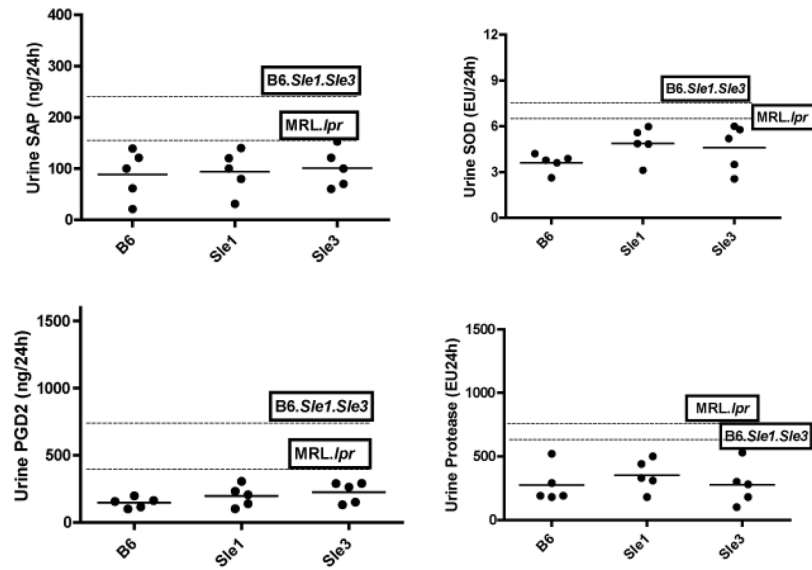 Urine SAP (ng/24h)
400
300
200
100
0
B6.Sle1.Sle3
MRL.lpr
B6
Sle1
Sle3
Urine SOD (EU/24h)
12
9
6
3
0
B6.Sle1.Sle3
MRL.lpr
B6
Sle1
Sle3
Urine PGD2 (ng/24h)
1500
1000
500
0
B6.Sle1.Sle3
MRL.lpr
B6
Sle1
Sle3
Urine Protease (EU24h)
1500
1000
500
0
MRL.lpr
B6.Sle1.Sle3
B6
Sle1
Sle3